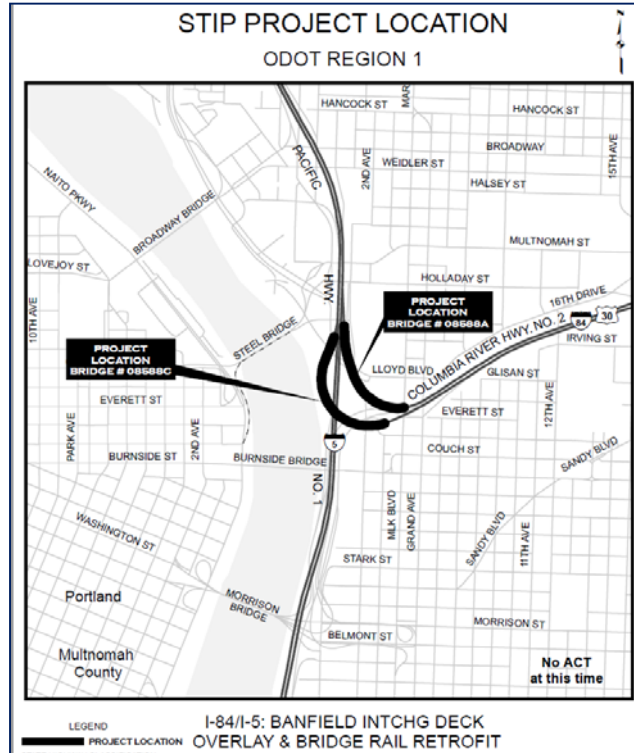 STIP PROJECT LOCATION
ODOT REGION 1
HANCOCK ST
MAR
HANCOCK ST
PACIFIC
2ND AVE
BROADWAY
15TH AVE
WEIDLER ST
HALSEY ST
NAITO PKWY
BROADWAY BRIDGE
MULTNOMAH ST
LOVEJOY ST
HWY.
HOLLADAY ST
16TH DRIVE
10TH AVE
PROJECT
LOCATION
BRIDGE # 08588A
COLUMBIA RIVER HWY. NO. 2
84
30
STEEL BRIDGE
IRVING ST
PROJECT
LOCATION
BRIDGE # 08588C
LLOYD BLVD
GLISAN ST
EVERETT ST
EVERETT ST
12TH AVE
PARK AVE
2ND AVE
5
COUCH ST
BURNSIDE ST
BURNSIDE BRIDGE
SANDY BLVD
NO. 1
MLK BLVD
GRAND AVE
WASHINGTON ST
SANDY BLVD
11TH AVE
STARK ST
Portland
MORRISON
BRIDGE
MORRISON ST
BELMONT ST
Multnomah
County
No ACT
at this time
LEGEND
PROJECT LOCATION
I-84/I-5: BANFIELD INTCHG DECK
OVERLAY & BRIDGE RAIL RETROFIT